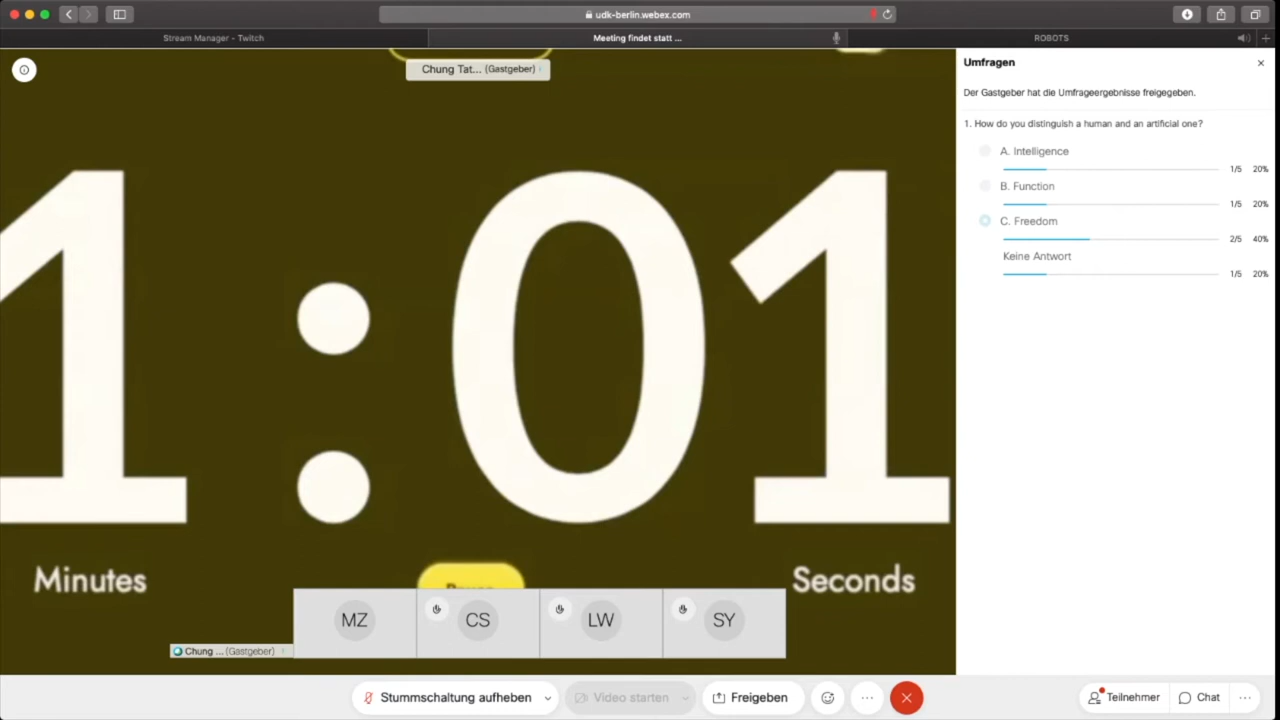 udk-berlin.webex.com
Stream Manager - Twitch
Meeting findet statt ...
ROBOTS
Chung Tat... (Gastgeber)
Umfragen
Der Gastgeber hat die Umfrageergebnisse freigegeben.
1. How do you distinguish a human and an artificial one?
A. Intelligence
1/5 20%
B. Function
1/5 20%
C. Freedom
2/5 40%
Keine Antwort
1/5 20%
1:01
Minutes
Seconds
MZ
CS
LW
SY
Chung ... (Gastgeber)
Stummschaltung aufheben
Video starten
Freigeben
Teilnehmer
Chat